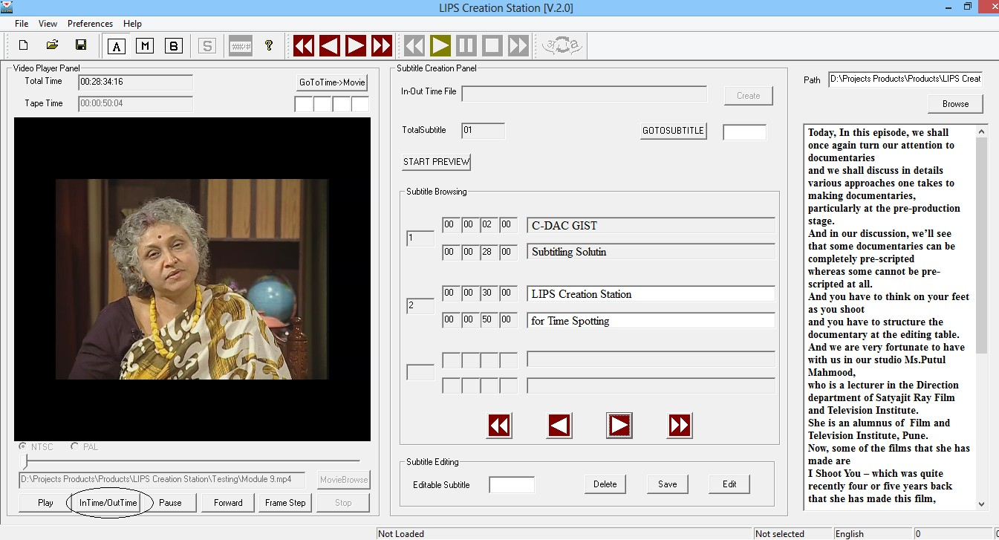 LIPS Creation Station [V.2.0]
File View Preferences Help
A M B S ?
Video Player Panel
Total Time 00:28:34:16 GoToTime->Movie
Tape Time 00:00:50:04
NTSC PAL
D:\Projects Products\Products\LIPS Creation Station\Testing\Module 9.mp4 MovieBrowse
Play InTime/OutTime Pause Forward Frame Step Stop
Subtitle Creation Panel
In-Out Time File Create
TotalSubtitle 01 GOTOSUBTITLE
START PREVIEW
Subtitle Browsing
1
00 00 02 00 C-DAC GIST
00 00 28 00 Subtitling Solutin
2
00 00 30 00 LIPS Creation Station
00 00 50 00 for Time Spotting
Subtitle Editing
Editable Subtitle Delete Save Edit
Path D:\Projects Products\Products\LIPS Creat
Browse
Today, In this episode, we shall
once again turn our attention to
documentaries
and we shall discuss in details
various approaches one takes to
making documentaries,
particularly at the pre-production
stage.
And in our discussion, we'll see
that some documentaries can be
completely pre-scripted
whereas some cannot be pre-
scripted at all.
And you have to think on your feet
as you shoot
and you have to structure the
documentary at the editing table.
And we are very fortunate to have
with us in our studio Ms.Putul
Mahmood,
who is a lecturer in the Direction
department of Satyajit Ray Film
and Television Institute.
She is an alumnus of Film and
Television Institute, Pune.
Now, some of the films that she has
made are
I Shoot You – which was quite
recently four or five years back
that she has made this film,
Not Loaded Not selected English 0